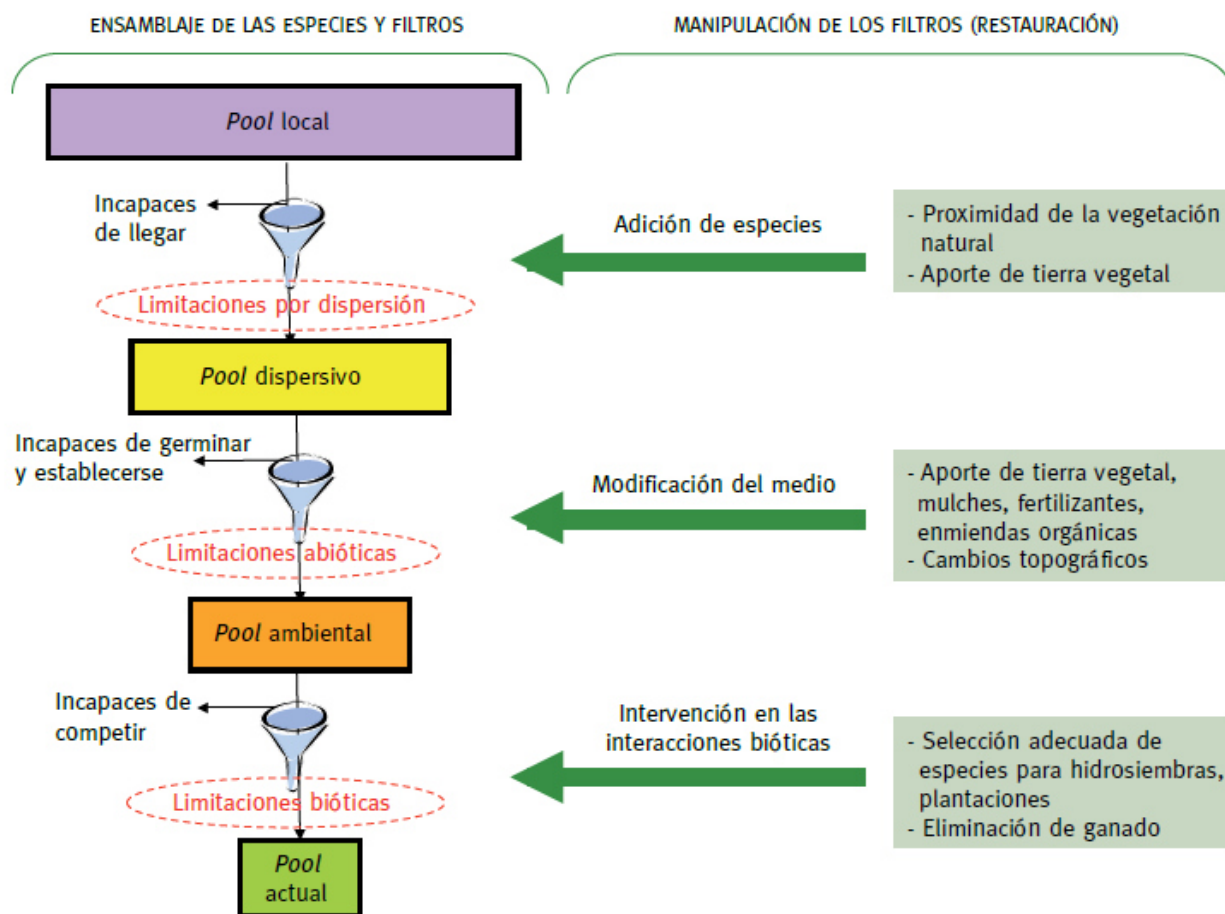 ENSAMBLAJE DE LAS ESPECIES Y FILTROS
MANIPULACIÓN DE LOS FILTROS (RESTAURACIÓN)
Pool local
Incapaces
de llegar
Limitaciones por dispersión
Adición de especies
- Proximidad de la vegetación
natural
- Aporte de tierra vegetal
Pool dispersivo
Incapaces de germinar
y establecerse
Limitaciones abióticas
Modificación del medio
- Aporte de tierra vegetal,
mulches, fertilizantes,
enmiendas orgánicas
- Cambios topográficos
Pool ambiental
Incapaces de
competir
Limitaciones bióticas
Intervención en las
interacciones bióticas
- Selección adecuada de
especies para hidrosiembras,
plantaciones
- Eliminación de ganado
Pool
actual